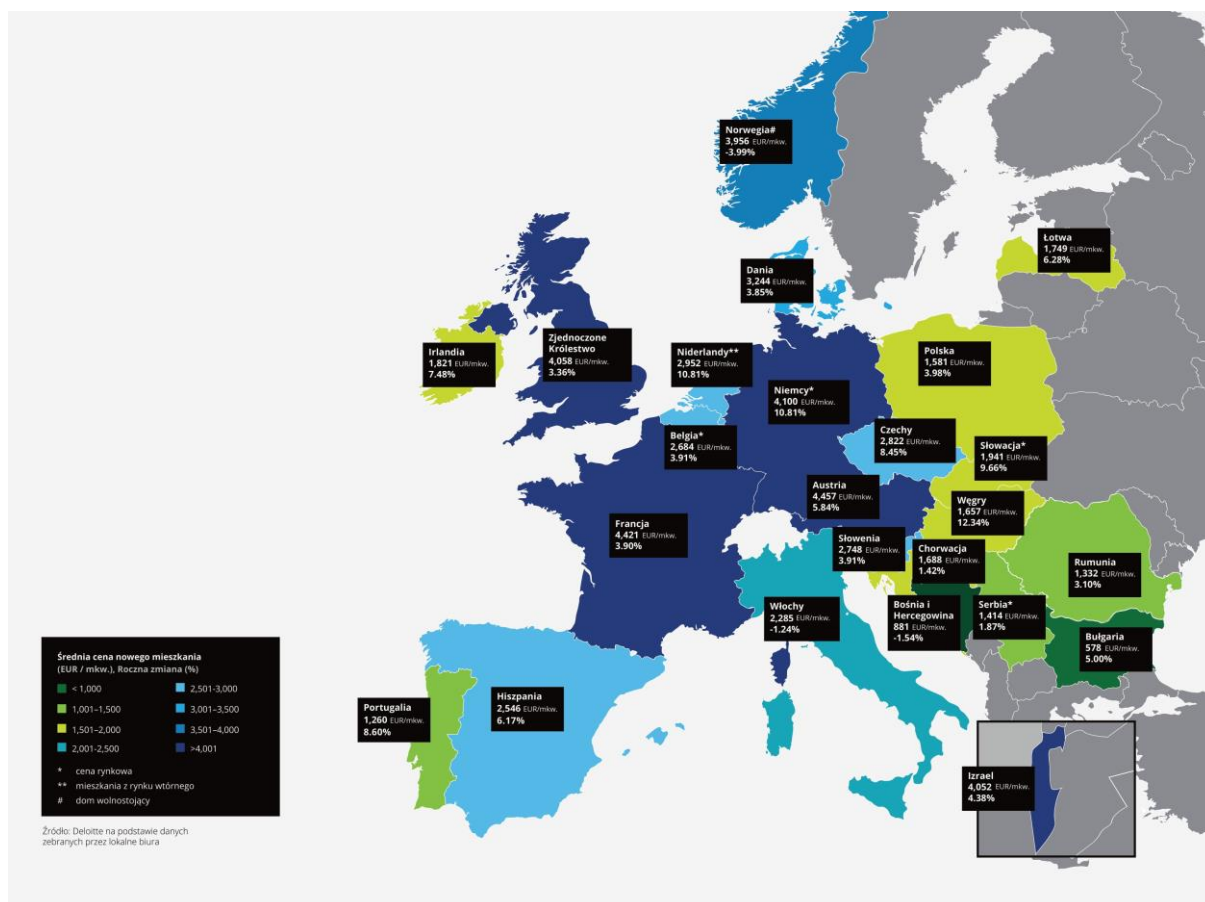 Norwegia#
3,956 EUR/mkw.
-3.99%
Łotwa
1,749 EUR/mkw.
6.28%
Dania
3,244 EUR/mkw.
3.85%
Irlandia
1,821 EUR/mkw.
7.48%
Zjednoczone
Królestwo
4,058 EUR/mkw.
3.36%
Niderlandy**
2,952 EUR/mkw.
10.81%
Polska
1,581 EUR/mkw.
3.98%
Niemcy*
4,100 EUR/mkw.
10.81%
Belgia*
2,684 EUR/mkw.
3.91%
Czechy
2,822 EUR/mkw.
8.45%
Słowacja*
1,941 EUR/mkw.
9.66%
Austria
4,457 EUR/mkw.
5.84%
Węgry
1,657 EUR/mkw.
12.34%
Francja
4,421 EUR/mkw.
3.90%
Słowenia
2,748 EUR/mkw.
3.91%
Chorwacja
1,688 EUR/mkw.
1.42%
Rumunia
1,332 EUR/mkw.
3.10%
Włochy
2,285 EUR/mkw.
-1.24%
Bośnia i
Hercegowina
881 EUR/mkw.
-1.54%
Serbia*
1,414 EUR/mkw.
1.87%
Bułgaria
578 EUR/mkw.
5.00%
Portugalia
1,260 EUR/mkw.
8.60%
Hiszpania
2,546 EUR/mkw.
6.17%
Izrael
4,052 EUR/mkw.
4.38%
Średnia cena nowego mieszkania
(EUR / mkw.), Roczna zmiana (%)
< 1,000
1,001–1,500
1,501–2,000
2,001-2,500
2,501-3,000
3,001–3,500
3,501–4,000
>4,001
* cena rynkowa
** mieszkania z rynku wtórnego
# dom wolnostojący
Źródło: Deloitte na podstawie danych
zebranych przez lokalne biura